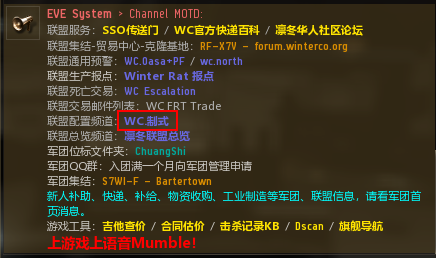 EVE System > Channel MOTD:
联盟服务: SSO传送门 / WC官方快递百科 / 凛冬华人社区论坛
联盟集结-贸易中心-克隆基地: RF-X7V - forum.winterco.org
联盟通用预警: WC.Oasa+PF / wc.north
联盟生产报点: Winter Rat 报点
联盟死亡交易: WC Escalation
联盟交易邮件列表: WC.FRT Trade
联盟配置频道: WC.制式
联盟总览频道: 凛冬联盟总览
军团位标文件夹: ChuangShi
军团QQ群: 入团满一个月向军团管理申请
军团集结: S7WI-F - Bartertown
新人补助、快递、补给、物资收购、工业制造等军团、联盟信息，请看军团首
页消息。
游戏工具: 吉他查价 / 合同估价 / 击杀记录KB / Dscan / 旗舰导航
上游戏上语音Mumble!